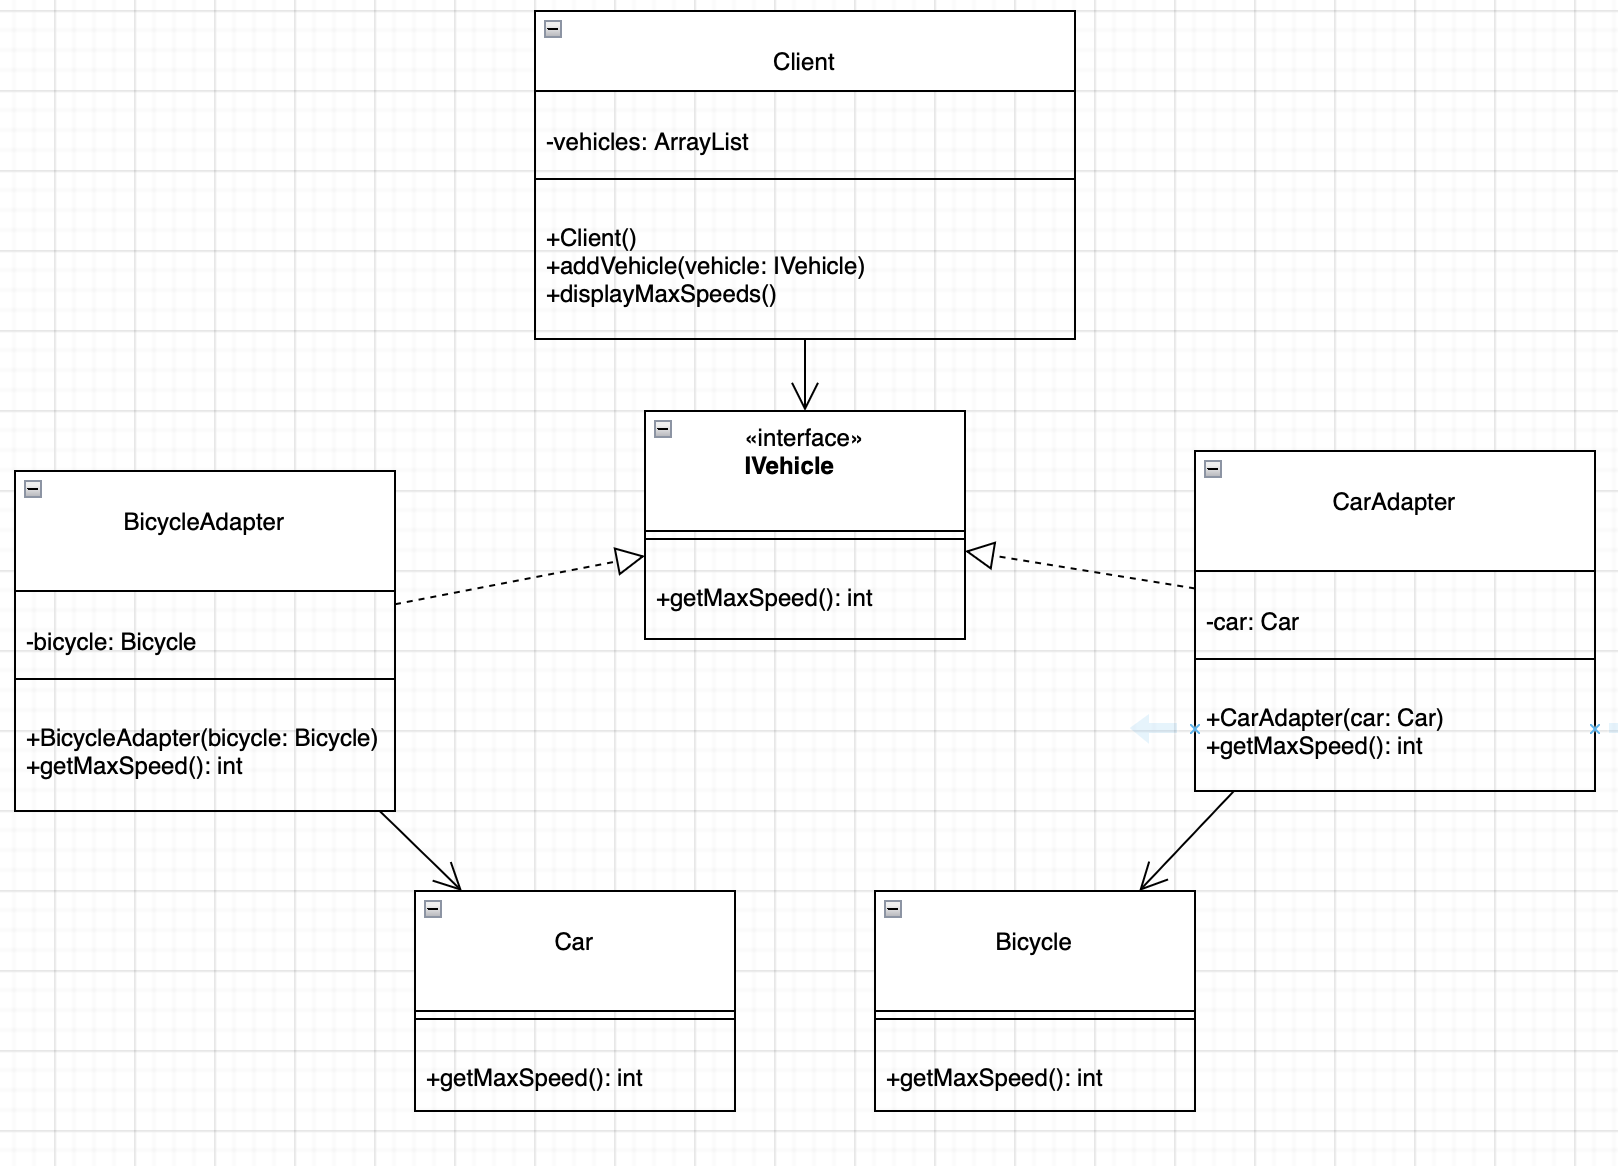 Client
-vehicles: ArrayList
+Client()
+addVehicle(vehicle: IVehicle)
+displayMaxSpeeds()
«interface»
IVehicle
+getMaxSpeed(): int
BicycleAdapter
-bicycle: Bicycle
+BicycleAdapter(bicycle: Bicycle)
+getMaxSpeed(): int
CarAdapter
-car: Car
+CarAdapter(car: Car)
+getMaxSpeed(): int
Car
+getMaxSpeed(): int
Bicycle
+getMaxSpeed(): int